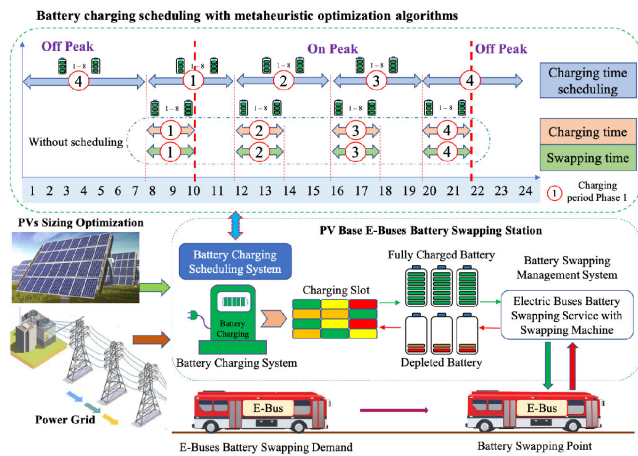 Battery charging scheduling with metaheuristic optimization algorithms
Off Peak
On Peak
Off Peak
1 – 8
1 – 8
1 – 8
1 – 8
1 – 8
4
1
2
3
4
Charging time
scheduling
1 – 8
1 – 8
1 – 8
1 – 8
Without scheduling
1
2
3
4
Charging time
1
2
3
4
Swapping time
1 2 3 4 5 6 7 8 9 10 11 12 13 14 15 16 17 18 19 20 21 22 23 24
1
Charging
period Phase 1
PVs Sizing Optimization
PV Base E-Buses Battery Swapping Station
Battery Charging
Scheduling System
Charging Slot
Fully Charged Battery
Battery Swapping
Management System
Battery
Charging
Electric Buses Battery
Swapping Service with
Swapping Machine
Battery Charging System
Depleted Battery
Power Grid
E-Bus
E-Bus
E-Buses Battery Swapping Demand
Battery Swapping Point